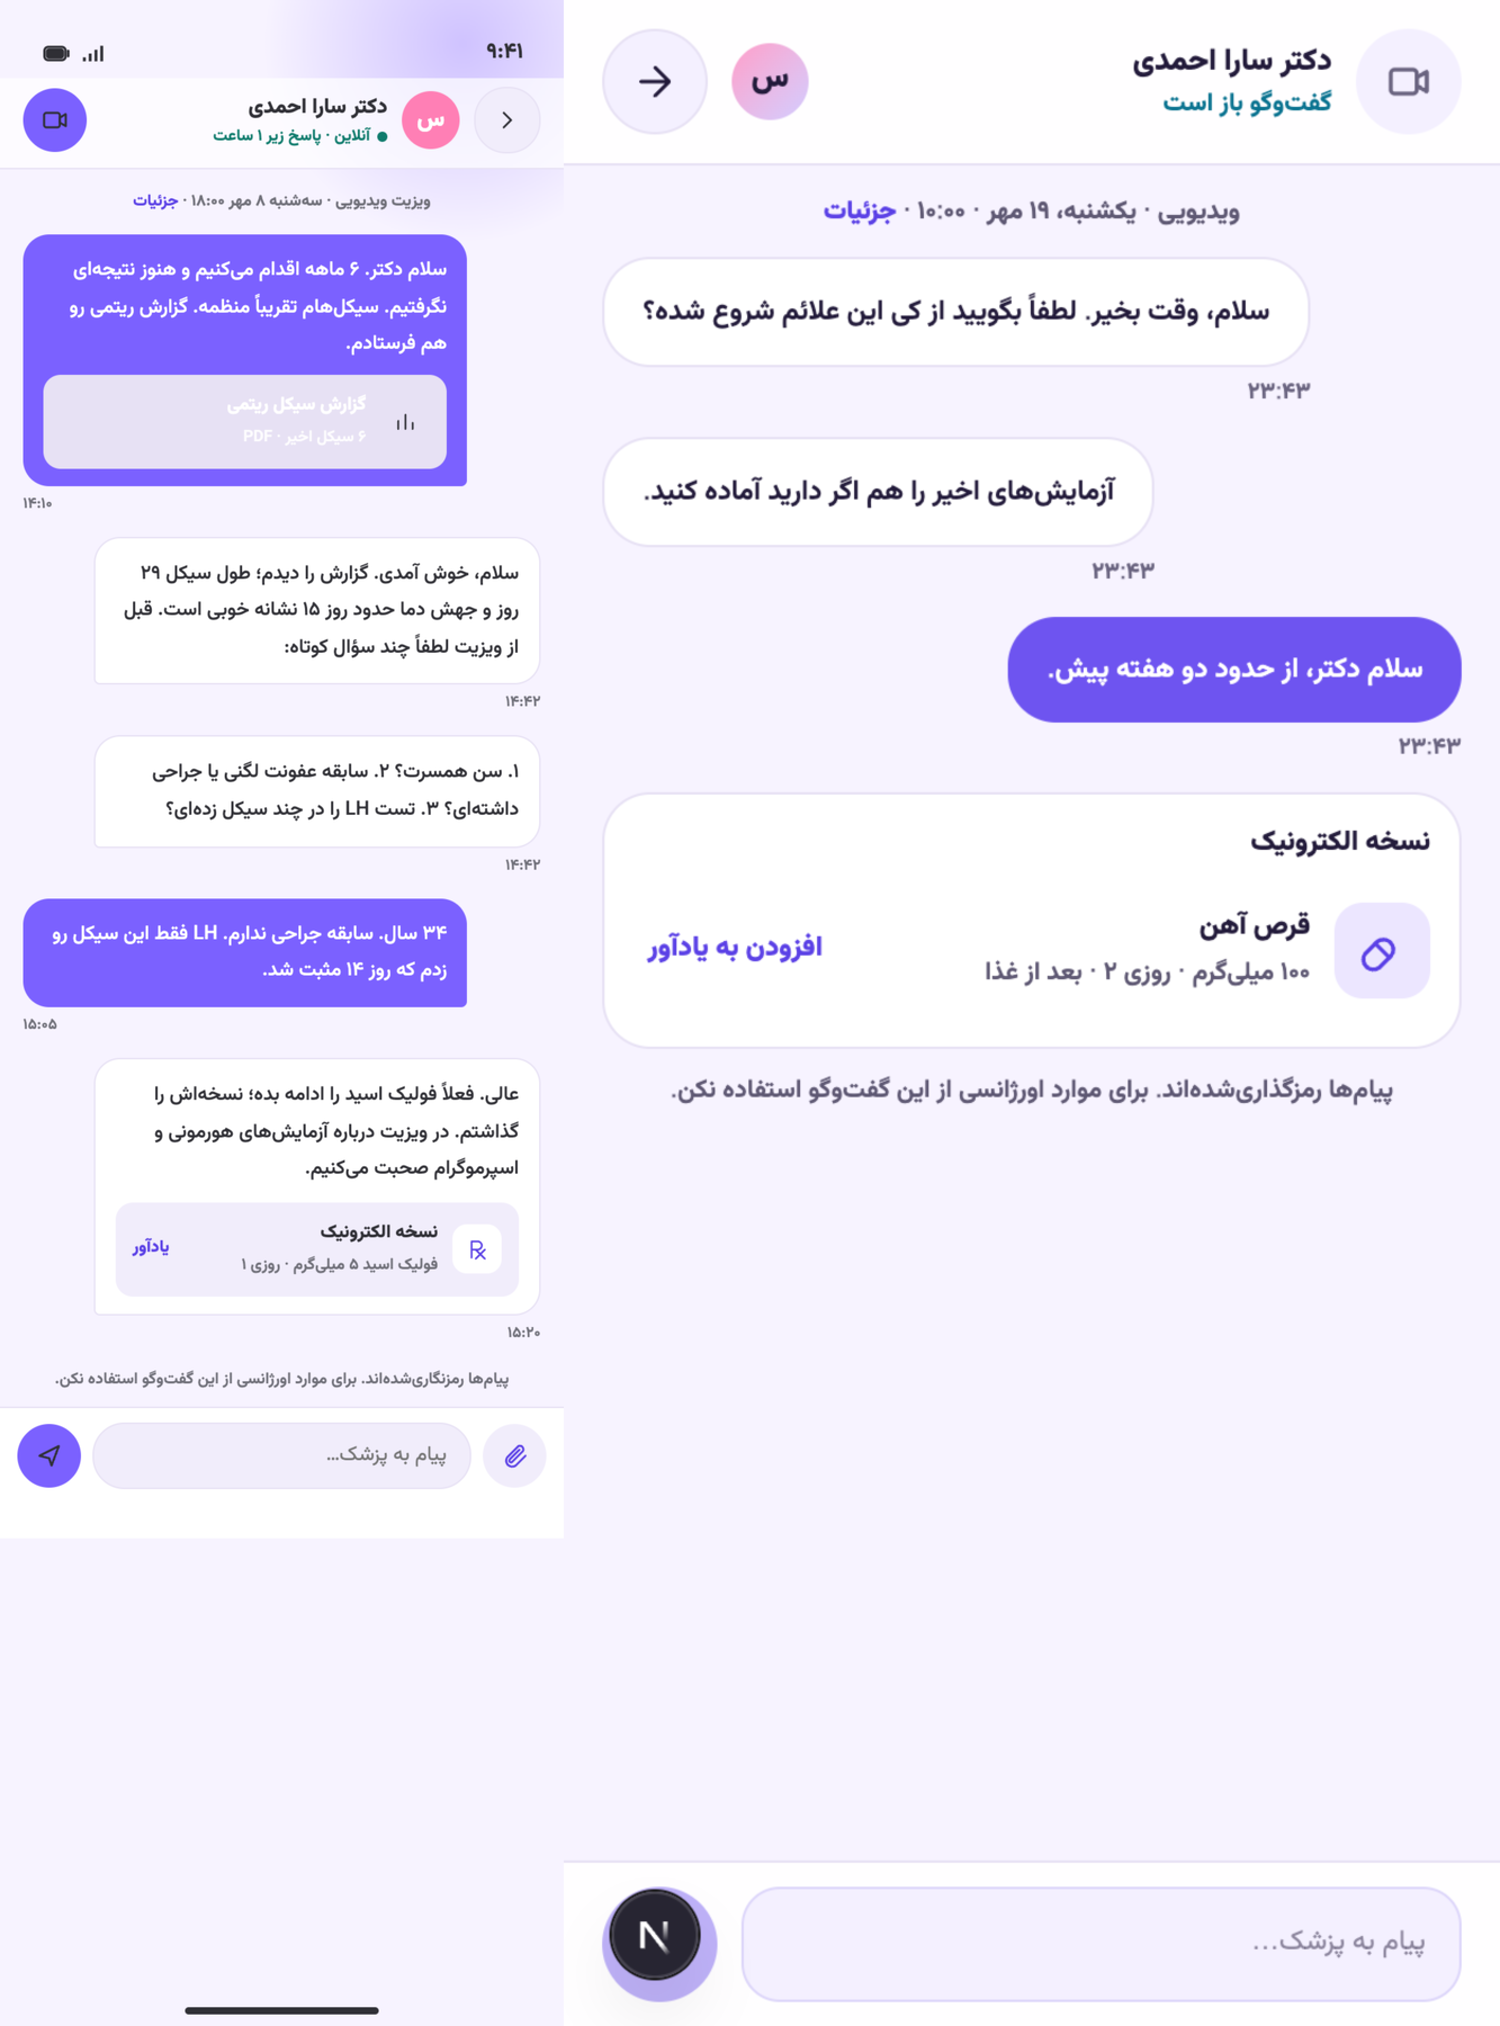 ۹:۴۱
دکتر سارا احمدی
س
آنلاین · پاسخ زیر ۱ ساعت
ویزیت ویدیویی · سه‌شنبه ۸ مهر ۱۸:۰۰ · جزئیات
سلام دکتر. ۶ ماهه اقدام می‌کنیم و هنوز نتیجه‌ای
نگرفتیم. سیکل‌هام تقریباً منظمه. گزارش ریتمی رو
هم فرستادم.
گزارش سیکل ریتمی
۶ سیکل اخیر · PDF
۱۴:۱۰
سلام، خوش آمدی. گزارش را دیدم؛ طول سیکل ۲۹
روز و جهش دما حدود روز ۱۵ نشانه خوبی است. قبل
از ویزیت لطفاً چند سؤال کوتاه:
۱۴:۴۲
۱. سن همسرت؟ ۲. سابقه عفونت لگنی یا جراحی
داشته‌ای؟ ۳. تست LH را در چند سیکل زده‌ای؟
۱۴:۴۲
۳۴ سال. سابقه جراحی ندارم. LH فقط این سیکل رو
زدم که روز ۱۴ مثبت شد.
۱۵:۰۵
عالی. فعلاً فولیک اسید را ادامه بده؛ نسخه‌اش را
گذاشتم. در ویزیت درباره آزمایش‌های هورمونی و
اسپرموگرام صحبت می‌کنیم.
نسخه الکترونیک
فولیک اسید ۵ میلی‌گرم · روزی ۱
یادآور
۱۵:۲۰
پیام‌ها رمزنگاری‌شده‌اند. برای موارد اورژانسی از این گفت‌وگو استفاده نکن.
پیام به پزشک...
دکتر سارا احمدی
گفت‌وگو باز است
س
ویدیویی · یکشنبه، ۱۹ مهر · ۱۰:۰۰ · جزئیات
سلام، وقت بخیر. لطفاً بگویید از کی این علائم شروع شده؟
۲۳:۴۳
آزمایش‌های اخیر را هم اگر دارید آماده کنید.
۲۳:۴۳
سلام دکتر، از حدود دو هفته پیش.
۲۳:۴۳
نسخه الکترونیک
قرص آهن
۱۰۰ میلی‌گرم · روزی ۲ · بعد از غذا
افزودن به یادآور
پیام‌ها رمزگذاری‌شده‌اند. برای موارد اورژانسی از این گفت‌وگو استفاده نکن.
پیام به پزشک...
N